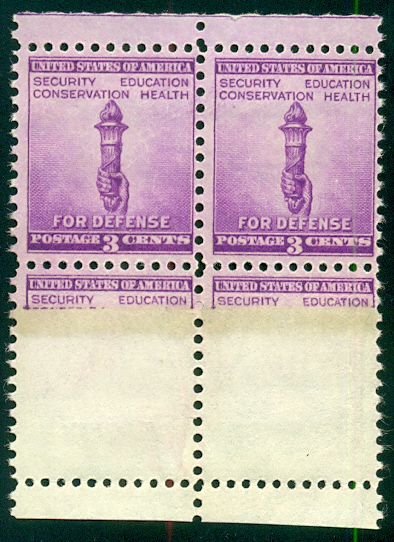 UNITED STATES OF AMERICA
SECURITY EDUCATION
CONSERVATION HEALTH
FOR DEFENSE
POSTAGE 3 CENTS
UNITED STATES OF AMERICA
SECURITY EDUCATION
CONSERVATION HEALTH
FOR DEFENSE
POSTAGE 3 CENTS
UNITED STATES OF AMERICA
SECURITY EDUCATION
UNITED STATES OF AMERICA
SECURITY EDUCATION